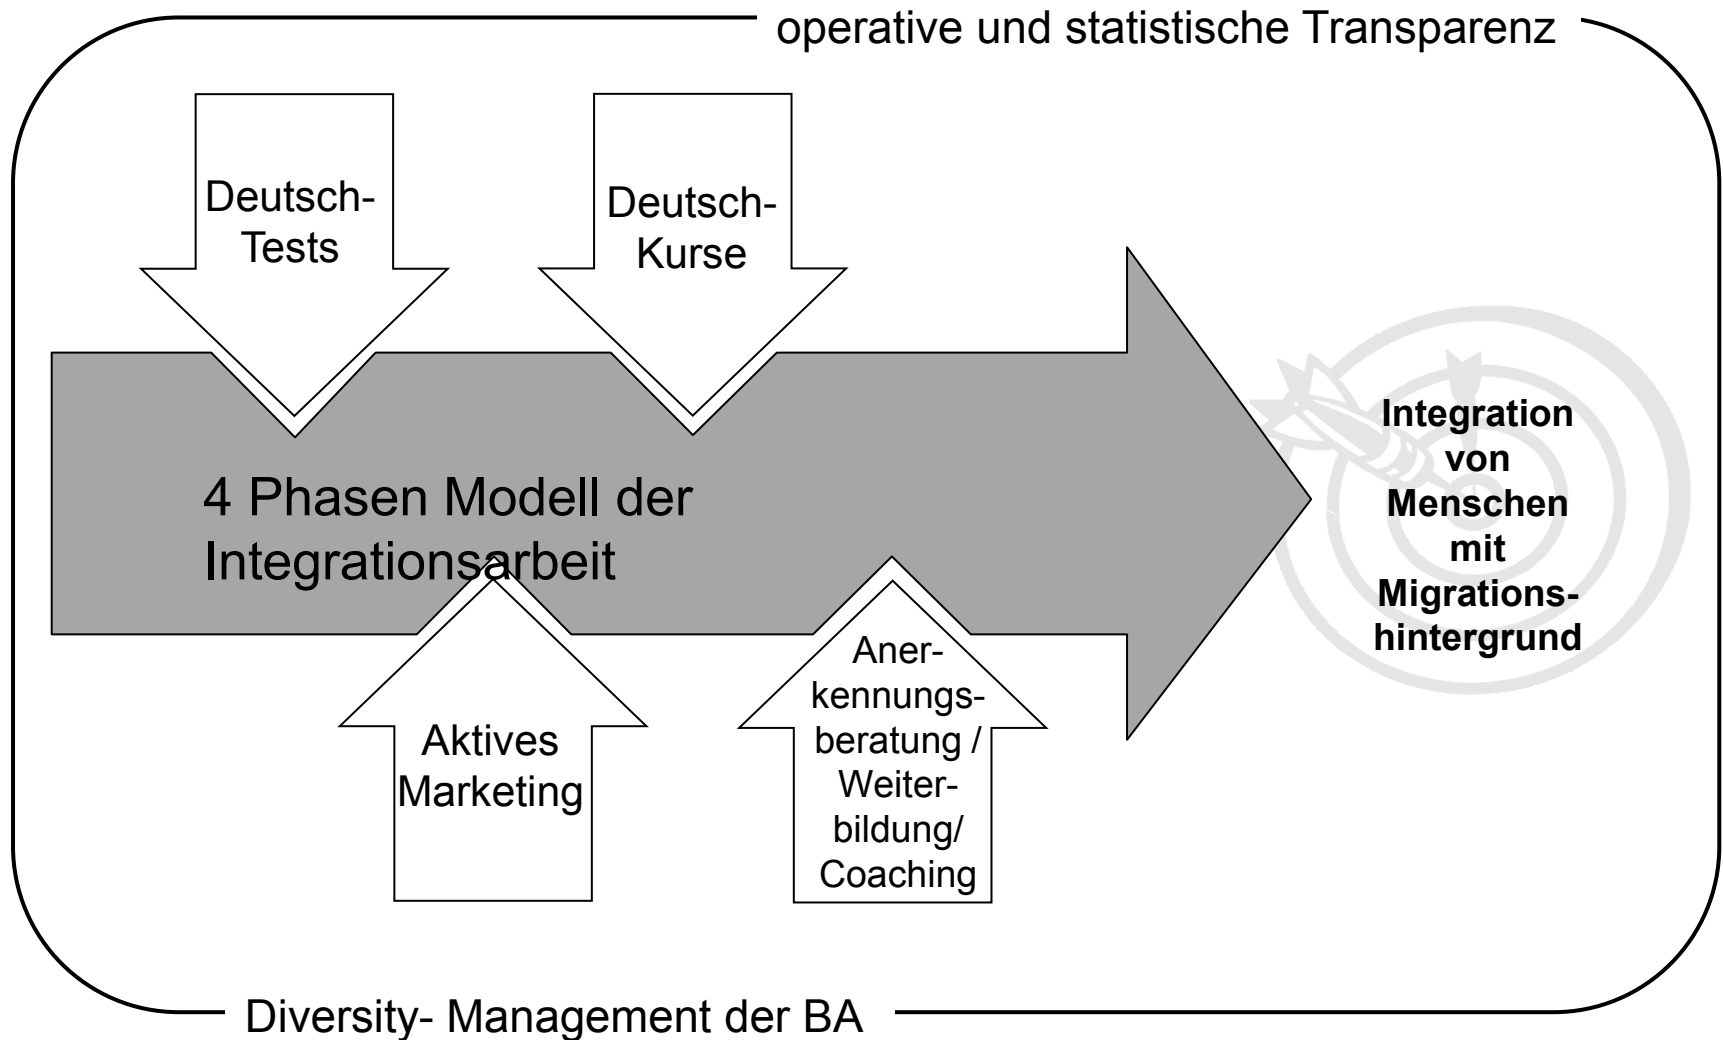 operative und statistische Transparenz
Deutsch-
Tests
Deutsch-
Kurse
4 Phasen Modell der
Integrationsarbeit
Integration
von
Menschen
mit
Migrations-
hintergrund
Aktives
Marketing
Aner-
kennungs-
beratung /
Weiter-
bildung/
Coaching
Diversity- Management der BA